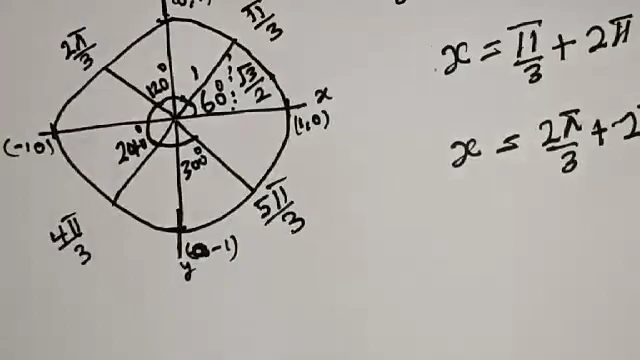 π/3
2π/3
120°
1
60°
√3/2
x
(-1,0)
(1,0)
240°
300°
4π/3
5π/3
-1)
y
x = π/3 + 2π
x = 2π/3 + 2